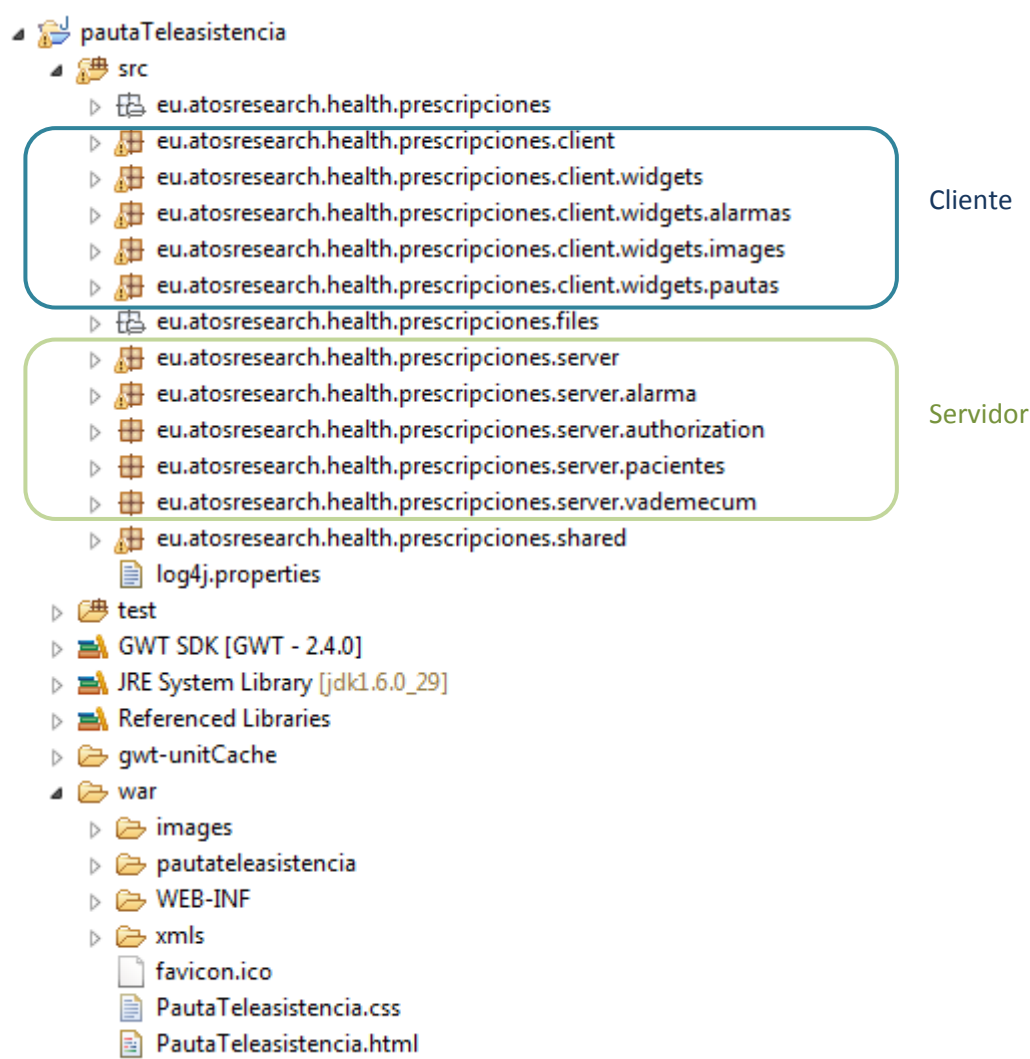 pautaTeleasistencia
src
eu.atosresearch.health.prescripciones
eu.atosresearch.health.prescripciones.client
eu.atosresearch.health.prescripciones.client.widgets
Cliente
eu.atosresearch.health.prescripciones.client.widgets.alarmas
eu.atosresearch.health.prescripciones.client.widgets.images
eu.atosresearch.health.prescripciones.client.widgets.pautas
eu.atosresearch.health.prescripciones.files
eu.atosresearch.health.prescripciones.server
eu.atosresearch.health.prescripciones.server.alarma
Servidor
eu.atosresearch.health.prescripciones.server.authorization
eu.atosresearch.health.prescripciones.server.pacientes
eu.atosresearch.health.prescripciones.server.vademecum
eu.atosresearch.health.prescripciones.shared
log4j.properties
test
GWT SDK [GWT - 2.4.0]
JRE System Library [jdk1.6.0_29]
Referenced Libraries
gwt-unitCache
war
images
pautateleasistencia
WEB-INF
xmls
favicon.ico
PautaTeleasistencia.css
PautaTeleasistencia.html